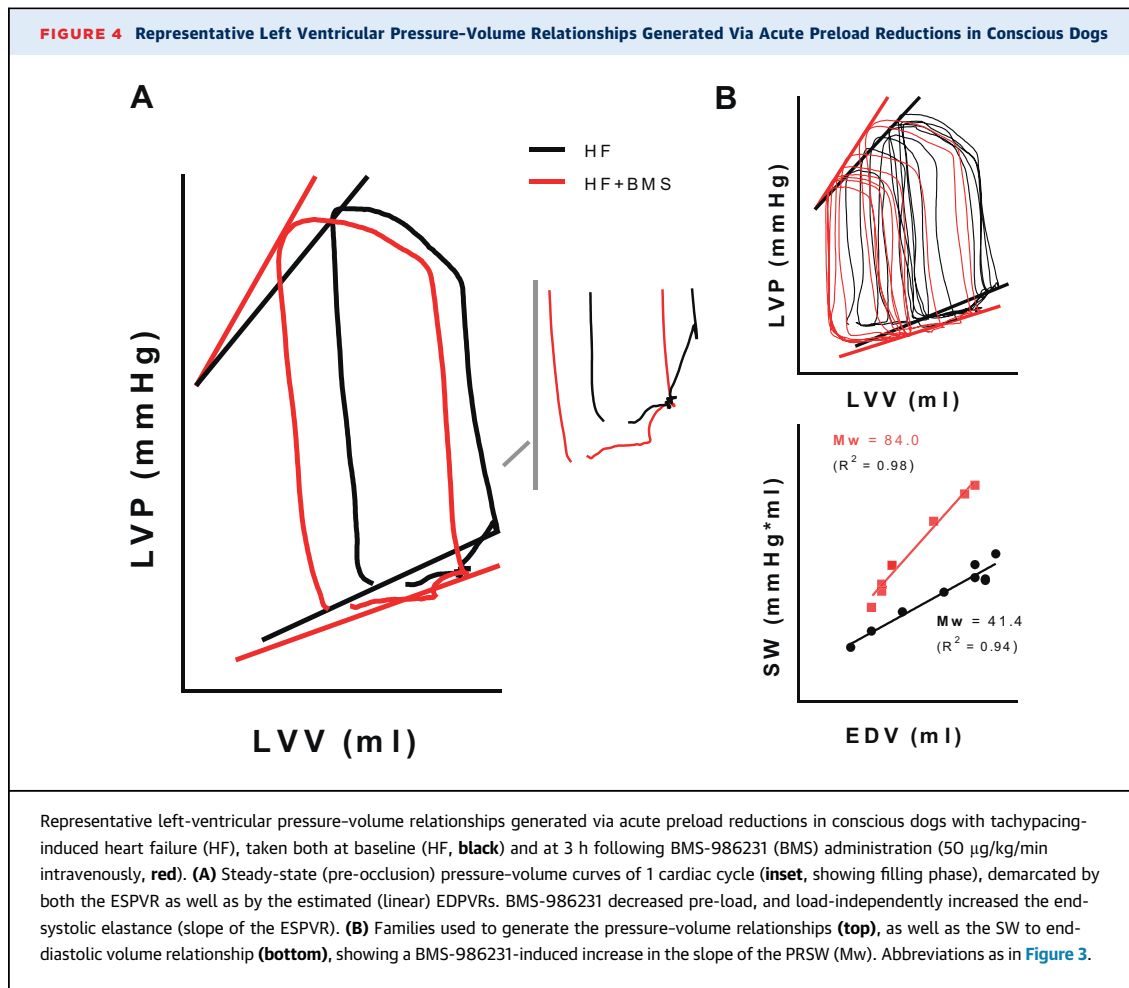 FIGURE 4 Representative Left Ventricular Pressure-Volume Relationships Generated Via Acute Preload Reductions in Conscious Dogs
A
HF
HF+BMS
LVP (mmHg)
LVV (ml)
B
LVP (mmHg)
LVV (ml)
Mw = 84.0
(R² = 0.98)
Mw = 41.4
(R² = 0.94)
SW (mmHg*ml)
EDV (ml)
Representative left-ventricular pressure-volume relationships generated via acute preload reductions in conscious dogs with tachypacing-
induced heart failure (HF), taken both at baseline (HF, black) and at 3 h following BMS-986231 (BMS) administration (50 μg/kg/min
intravenously, red). (A) Steady-state (pre-occlusion) pressure-volume curves of 1 cardiac cycle (inset, showing filling phase), demarcated by
both the ESPVR as well as by the estimated (linear) EDPVRs. BMS-986231 decreased pre-load, and load-independently increased the end-
systolic elastance (slope of the ESPVR). (B) Families used to generate the pressure-volume relationships (top), as well as the SW to end-
diastolic volume relationship (bottom), showing a BMS-986231-induced increase in the slope of the PRSW (Mw). Abbreviations as in Figure 3.